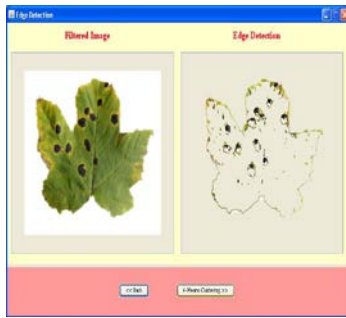 Edge Detection
Filtered Image
Edge Detection
<< Back
K-Means Clustering >>